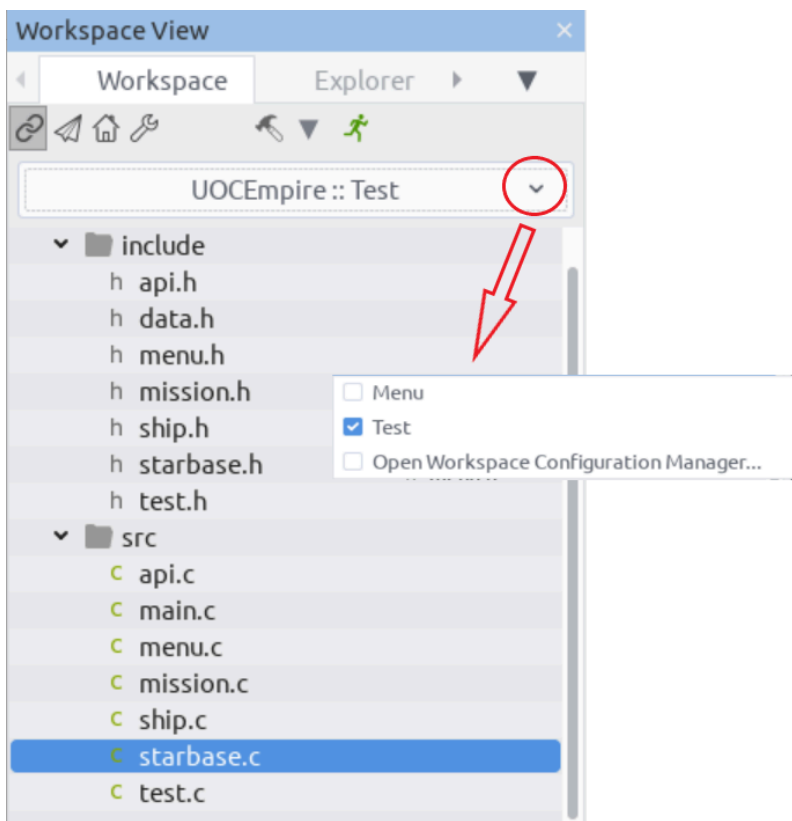 Workspace View
Workspace
Explorer
UOCEmpire :: Test
include
h api.h
h data.h
h menu.h
h mission.h
h ship.h
h starbase.h
h test.h
Menu
Test
Open Workspace Configuration Manager...
src
C api.c
C main.c
C menu.c
C mission.c
C ship.c
C starbase.c
C test.c